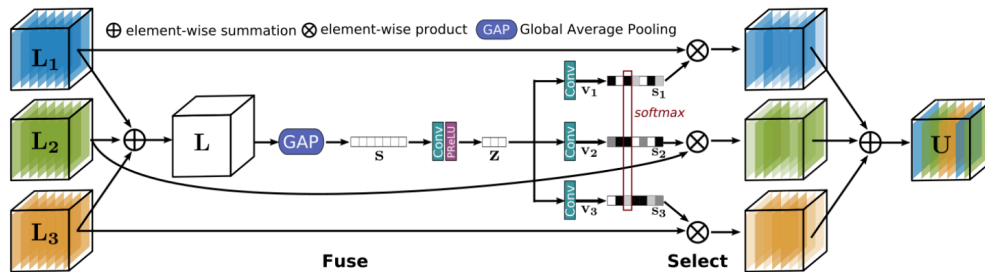 ⊕ element-wise summation ⊗ element-wise product GAP Global Average Pooling
L1
L2
L3
L
GAP
s
Conv
PReLU
z
Conv
v1
s1
softmax
Conv
v2
s2
Conv
v3
s3
U
Fuse
Select